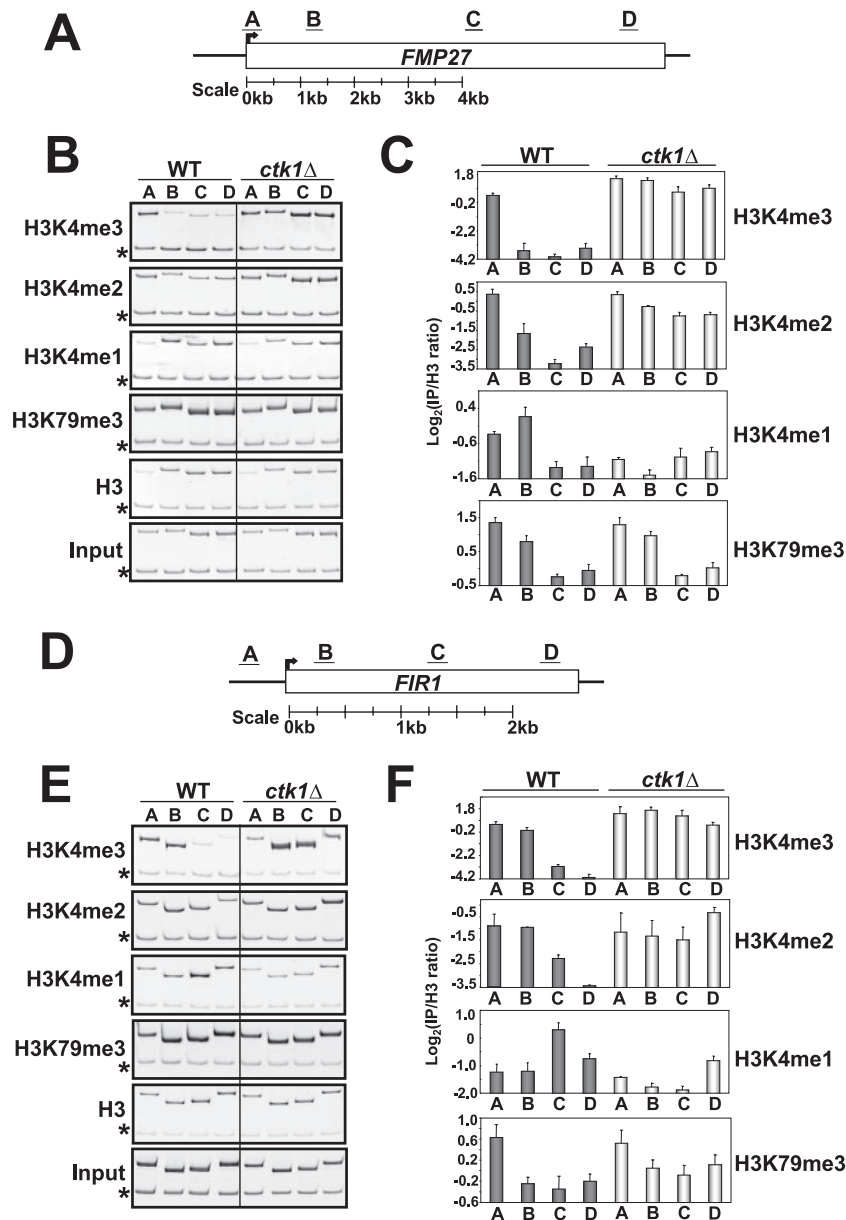 A
A B C D
FMP27
Scale
0kb 1kb 2kb 3kb 4kb
B
WT ctk1Δ
A B C D A B C D
H3K4me3
*
H3K4me2
*
H3K4me1
*
H3K79me3
*
H3
*
Input
*
C
WT ctk1Δ
Log2(IP/H3 ratio)
1.8
-0.2
-2.2
-4.2
A B C D A B C D
H3K4me3
0.5
-0.5
-1.5
-2.5
-3.5
A B C D A B C D
H3K4me2
0.4
-0.6
-1.6
A B C D A B C D
H3K4me1
1.5
0.5
-0.5
A B C D A B C D
H3K79me3
D
A B C D
FIR1
Scale
0kb 1kb 2kb
E
WT ctk1Δ
A B C D A B C D
H3K4me3
*
H3K4me2
*
H3K4me1
*
H3K79me3
*
H3
*
Input
*
F
WT ctk1Δ
Log2(IP/H3 ratio)
1.8
-0.2
-2.2
-4.2
A B C D A B C D
H3K4me3
-0.5
-1.5
-2.5
-3.5
A B C D A B C D
H3K4me2
1.0
0
-1.0
-2.0
A B C D A B C D
H3K4me1
1.0
0.6
0.2
-0.2
-0.6
A B C D A B C D
H3K79me3